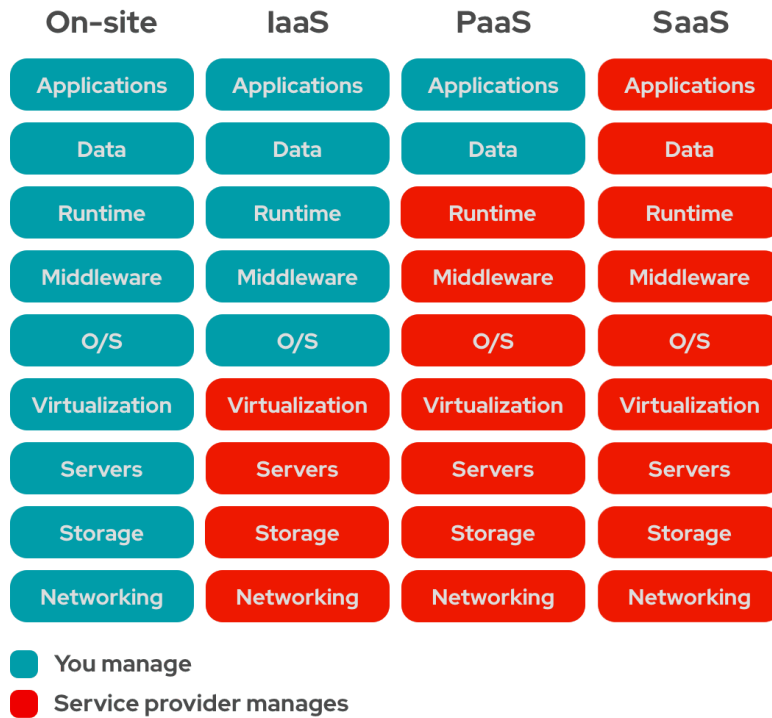 On-site IaaS PaaS SaaS
Applications Applications Applications Applications
Data Data Data Data
Runtime Runtime Runtime Runtime
Middleware Middleware Middleware Middleware
O/S O/S O/S O/S
Virtualization Virtualization Virtualization Virtualization
Servers Servers Servers Servers
Storage Storage Storage Storage
Networking Networking Networking Networking
You manage
Service provider manages